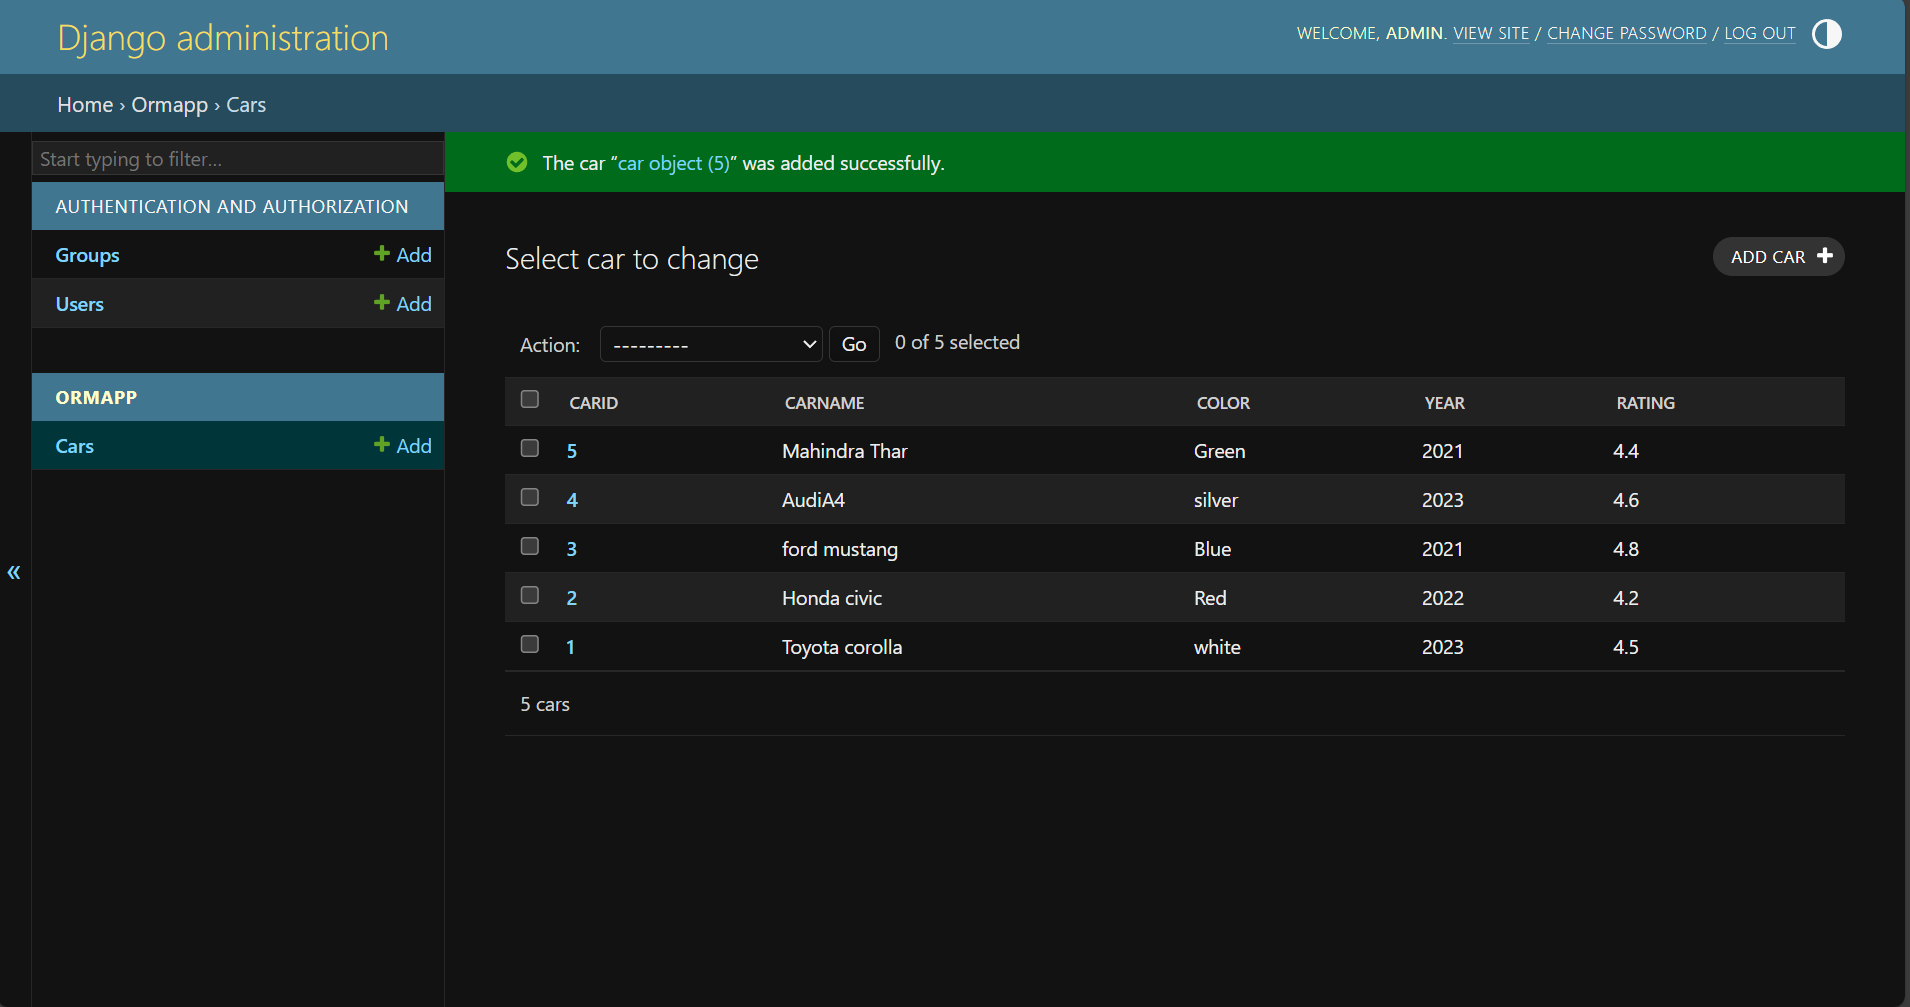 Django administration
WELCOME, ADMIN. VIEW SITE / CHANGE PASSWORD / LOG OUT
Home › Ormapp › Cars
Start typing to filter...
AUTHENTICATION AND AUTHORIZATION
Groups Add
Users Add
ORMAPP
Cars Add
«
The car “car object (5)” was added successfully.
Select car to change
ADD CAR
Action: --------- Go 0 of 5 selected
CARID CARNAME COLOR YEAR RATING
5 Mahindra Thar Green 2021 4.4
4 AudiA4 silver 2023 4.6
3 ford mustang Blue 2021 4.8
2 Honda civic Red 2022 4.2
1 Toyota corolla white 2023 4.5
5 cars